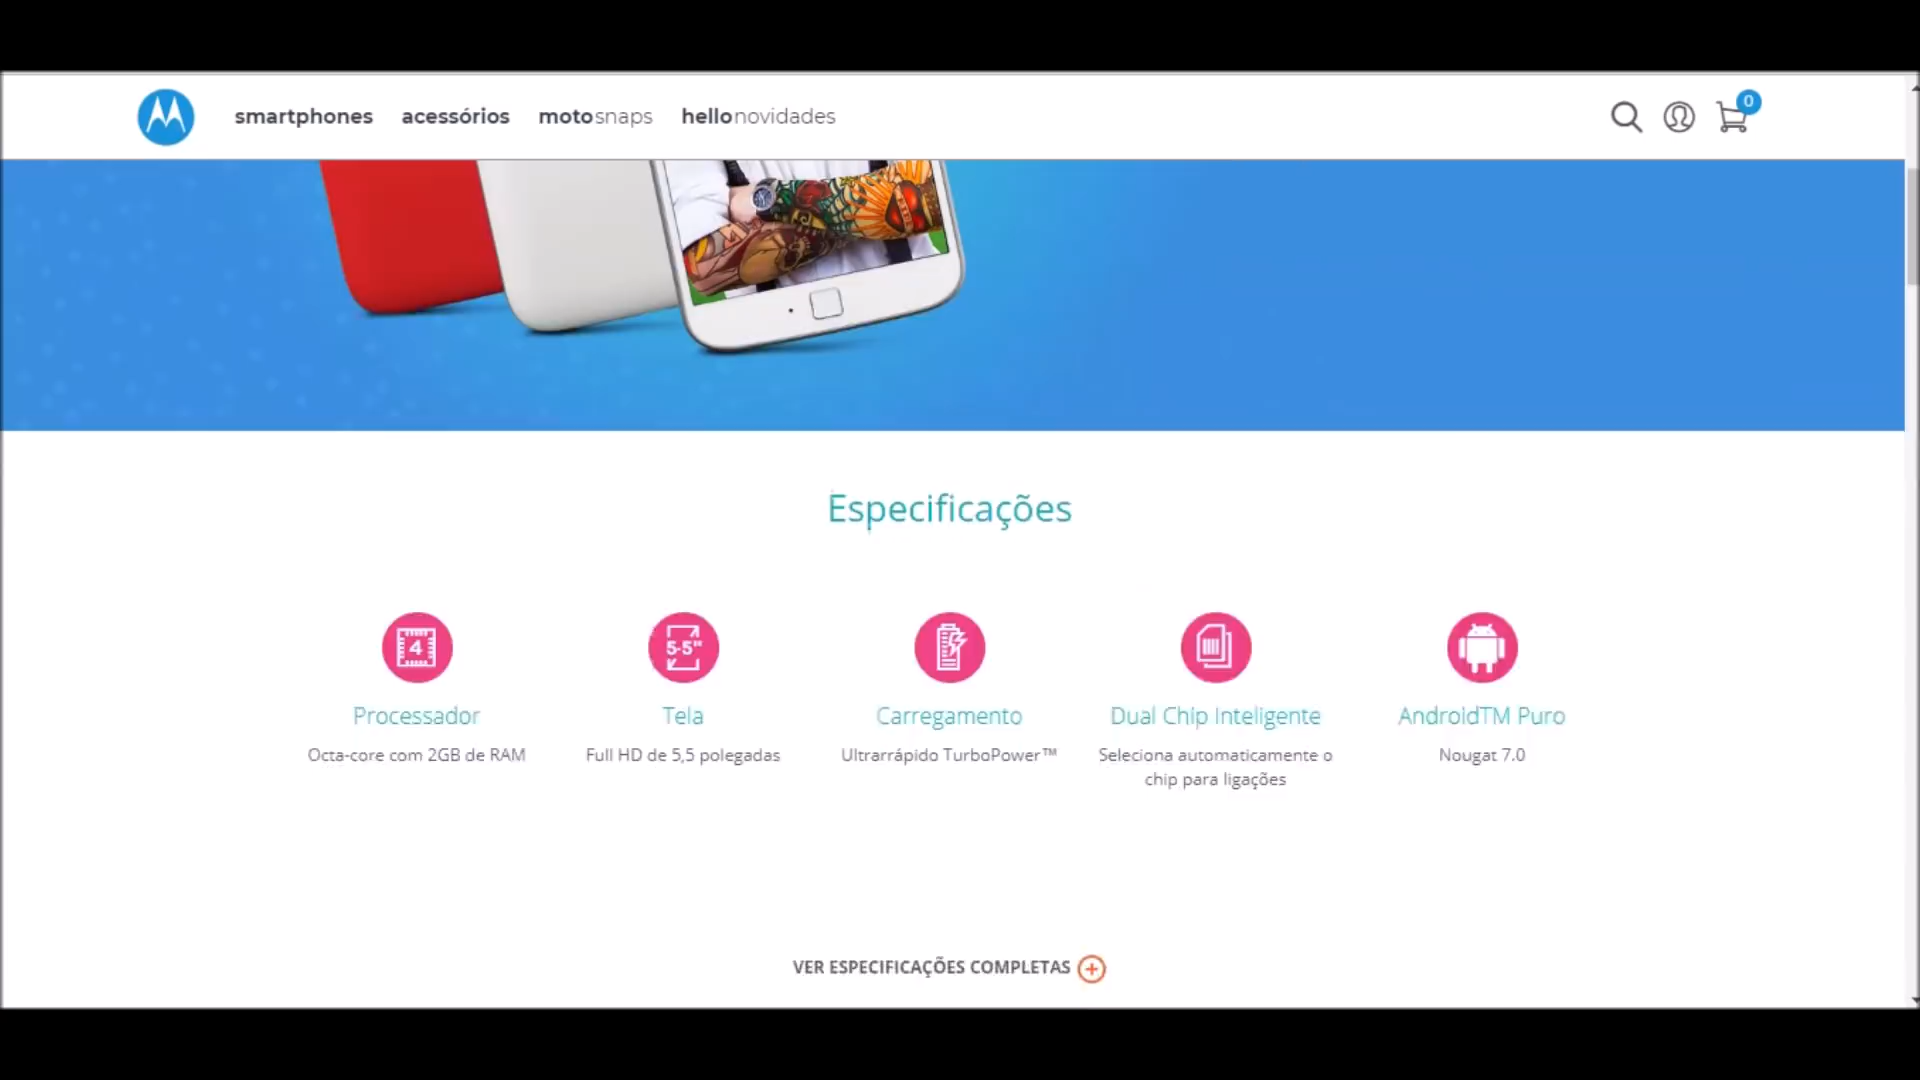 smartphones acessórios motosnaps hellonovidades
0
Especificações
4
5-5"
Processador
Tela
Carregamento
Dual Chip Inteligente
AndroidTM Puro
Octa-core com 2GB de RAM
Full HD de 5,5 polegadas
Ultrarrápido TurboPower™
Seleciona automaticamente o
chip para ligações
Nougat 7.0
VER ESPECIFICAÇÕES COMPLETAS